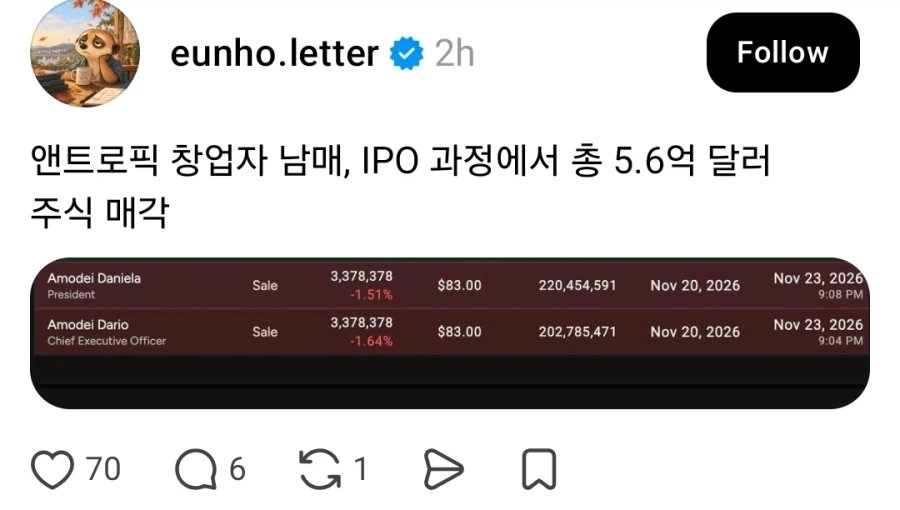 eunho.letter 2h
Follow
앤트로픽 창업자 남매, IPO 과정에서 총 5.6억 달러
주식 매각
Amodei Daniela Sale 3,378,378 $83.00 220,454,591 Nov 20, 2026 Nov 23, 2026
President -1.51% 9:08 PM
Amodei Dario Sale 3,378,378 $83.00 202,785,471 Nov 20, 2026 Nov 23, 2026
Chief Executive Officer -1.64% 9:04 PM
70 6 1